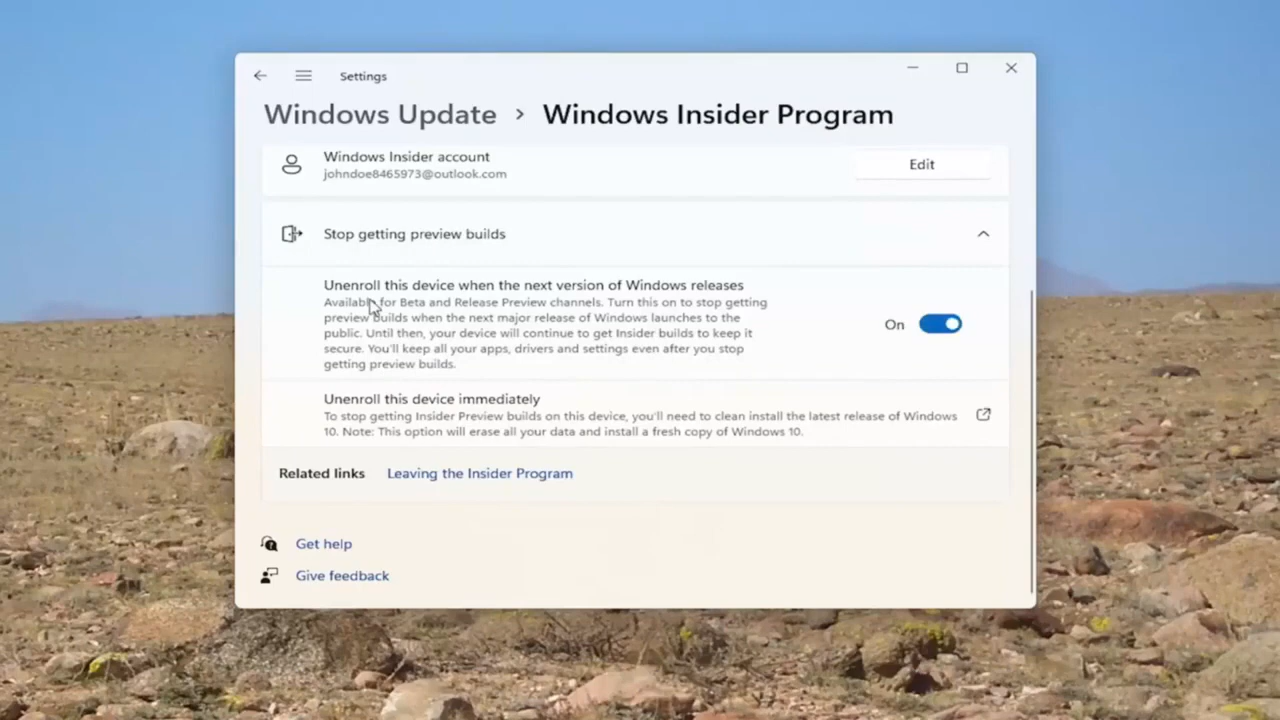 Settings
Windows Update > Windows Insider Program
Windows Insider account
johndoe8465973@outlook.com
Edit
Stop getting preview builds
Unenroll this device when the next version of Windows releases
Available for Beta and Release Preview channels. Turn this on to stop getting
preview builds when the next major release of Windows launches to the
public. Until then, your device will continue to get Insider builds to keep it
secure. You'll keep all your apps, drivers and settings even after you stop
getting preview builds.
On
Unenroll this device immediately
To stop getting Insider Preview builds on this device, you'll need to clean install the latest release of Windows
10. Note: This option will erase all your data and install a fresh copy of Windows 10.
Related links Leaving the Insider Program
Get help
Give feedback